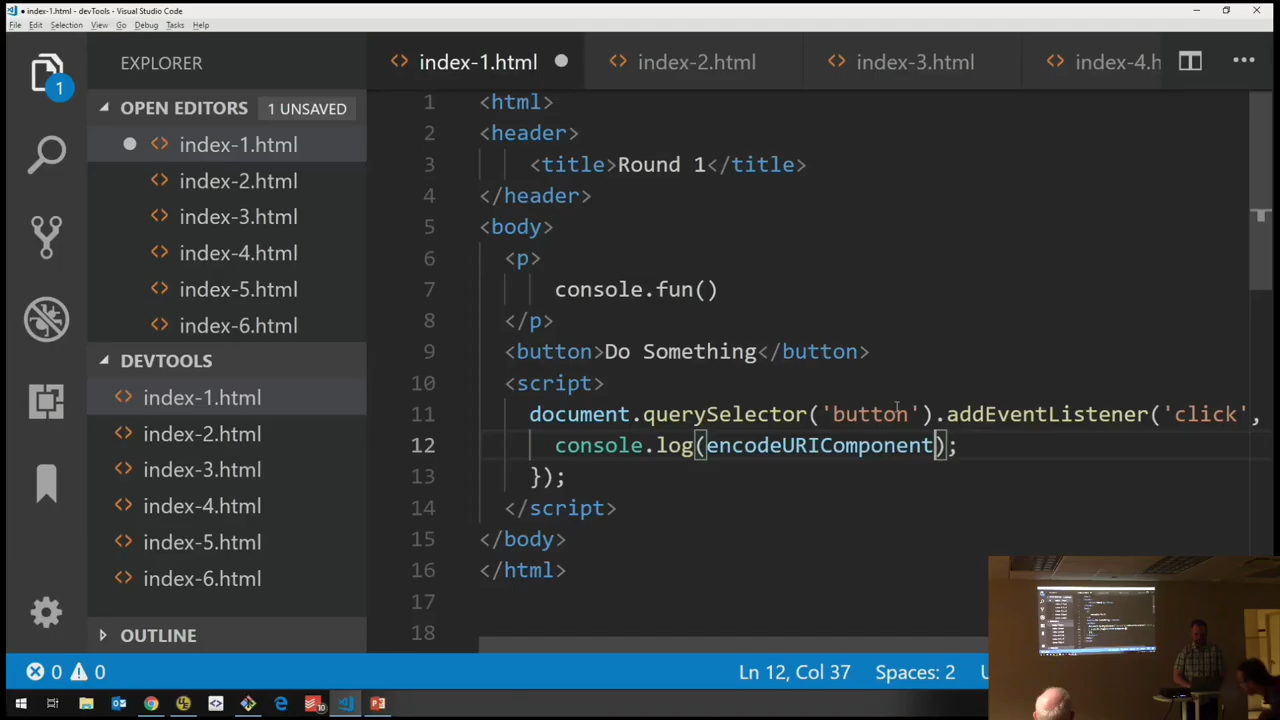 ● index-1.html - devTools - Visual Studio Code
File Edit Selection View Go Debug Tasks Help
EXPLORER
OPEN EDITORS 1 UNSAVED
index-1.html
index-2.html
index-3.html
index-4.html
index-5.html
index-6.html
DEVTOOLS
index-1.html
index-2.html
index-3.html
index-4.html
index-5.html
index-6.html
OUTLINE
1
index-1.html index-2.html index-3.html index-4.h
1 <html>
2 <header>
3 <title>Round 1</title>
4 </header>
5 <body>
6 <p>
7 console.fun()
8 </p>
9 <button>Do Something</button>
10 <script>
11 document.querySelector('button').addEventListener('click',
12 console.log(encodeURIComponent);
13 });
14 </script>
15 </body>
16 </html>
17
18
0 0 Ln 12, Col 37 Spaces: 2 U
10